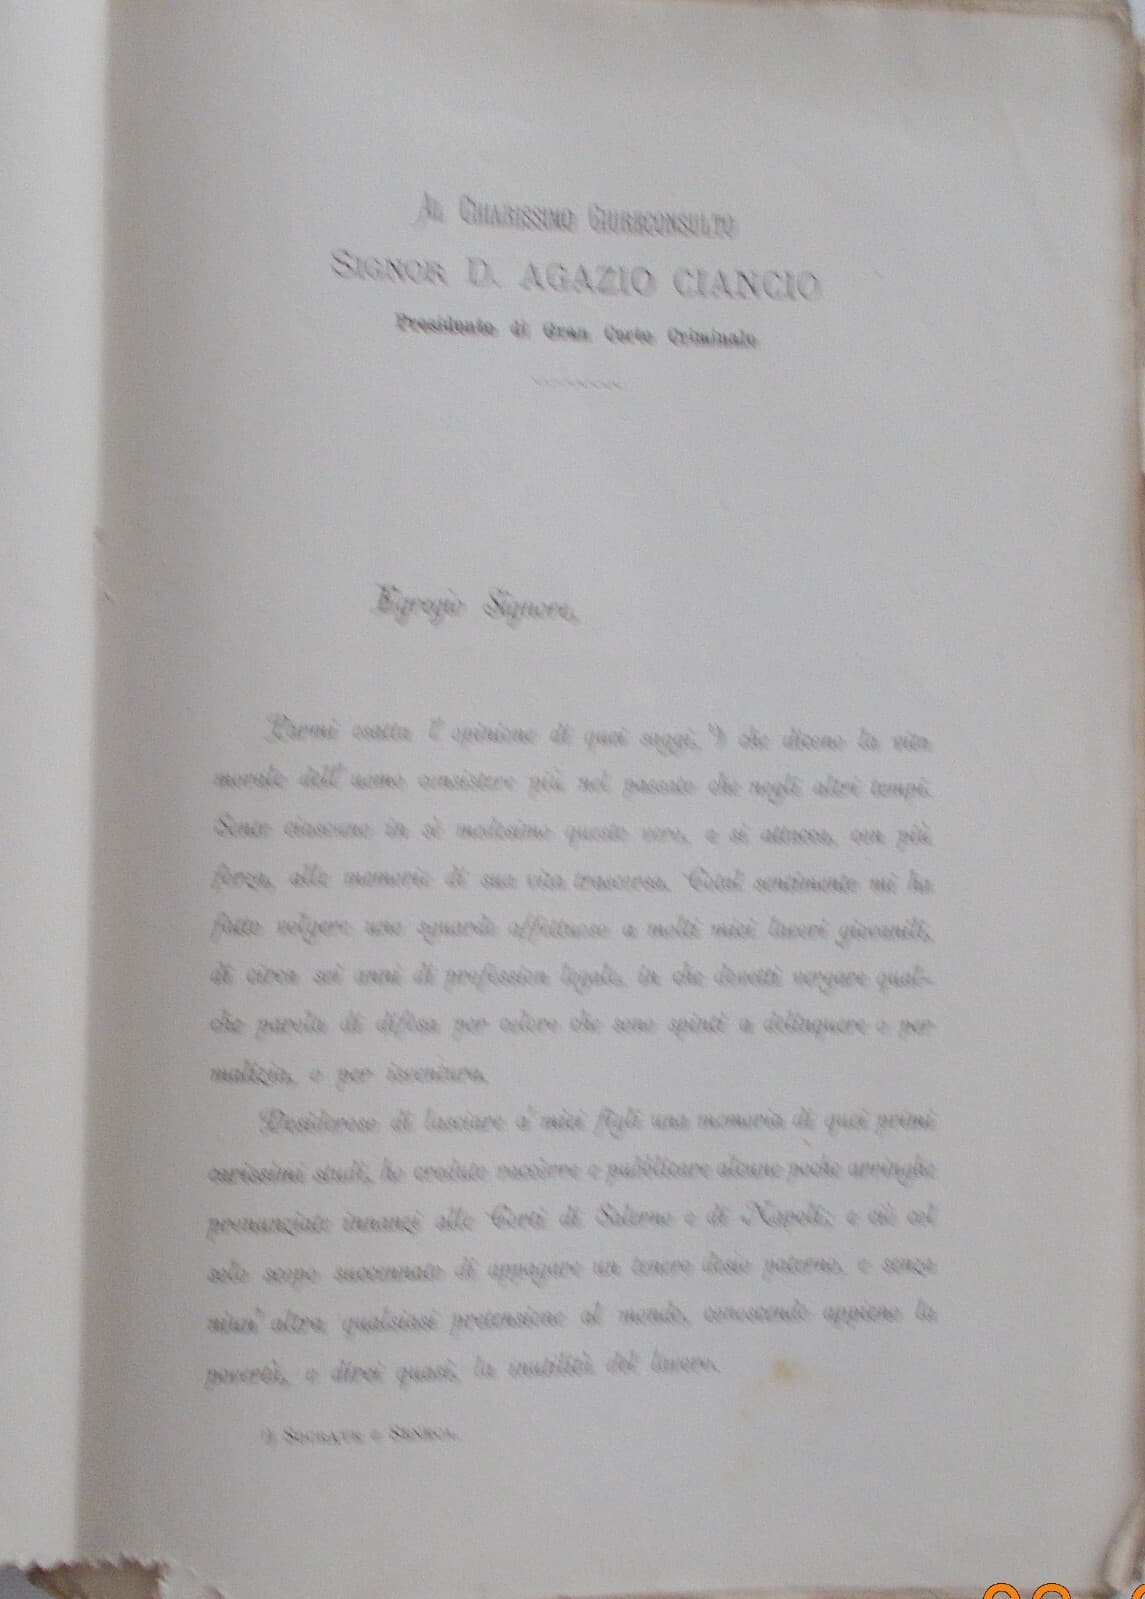 AL CHIARISSIMO GIURECONSULTO
SIGNOR D. AGAZIO CIANCIO
Presidente di Gran Corte Criminale
Egregio Signore,
Parmi esatta l' opinione di quei saggi, 1) che dicono la vita
morale dell' uomo consistere più nel passato che negli altri tempi.
Sente ciascuno in sè medesimo questo vero, e si attacca, con più
forza, alla memoria di sua vita trascorsa. Cotal sentimento mi ha
fatto volgere uno sguardo affettuoso a molti miei lavori giovanili,
di circa sei anni di profession legale, in che dovetti vergare qual-
che parola di difesa per coloro che sono spinti a delinquere o per
malizia, o per isventura.
Desideroso di lasciare a' miei figli una memoria di quei primi
carissimi studi, ho creduto raccorre e pubblicare alcune poche arringhe
pronunziate innanzi alle Corti di Salerno e di Napoli; e ciò col
solo scopo succennato di appagare un tenero desio paterno, e senza
niun' altra qualsiasi pretensione al mondo, conoscendo appieno la
povertà, e direi quasi, la inutilità del lavoro.
1) SOCRATE e SENECA.